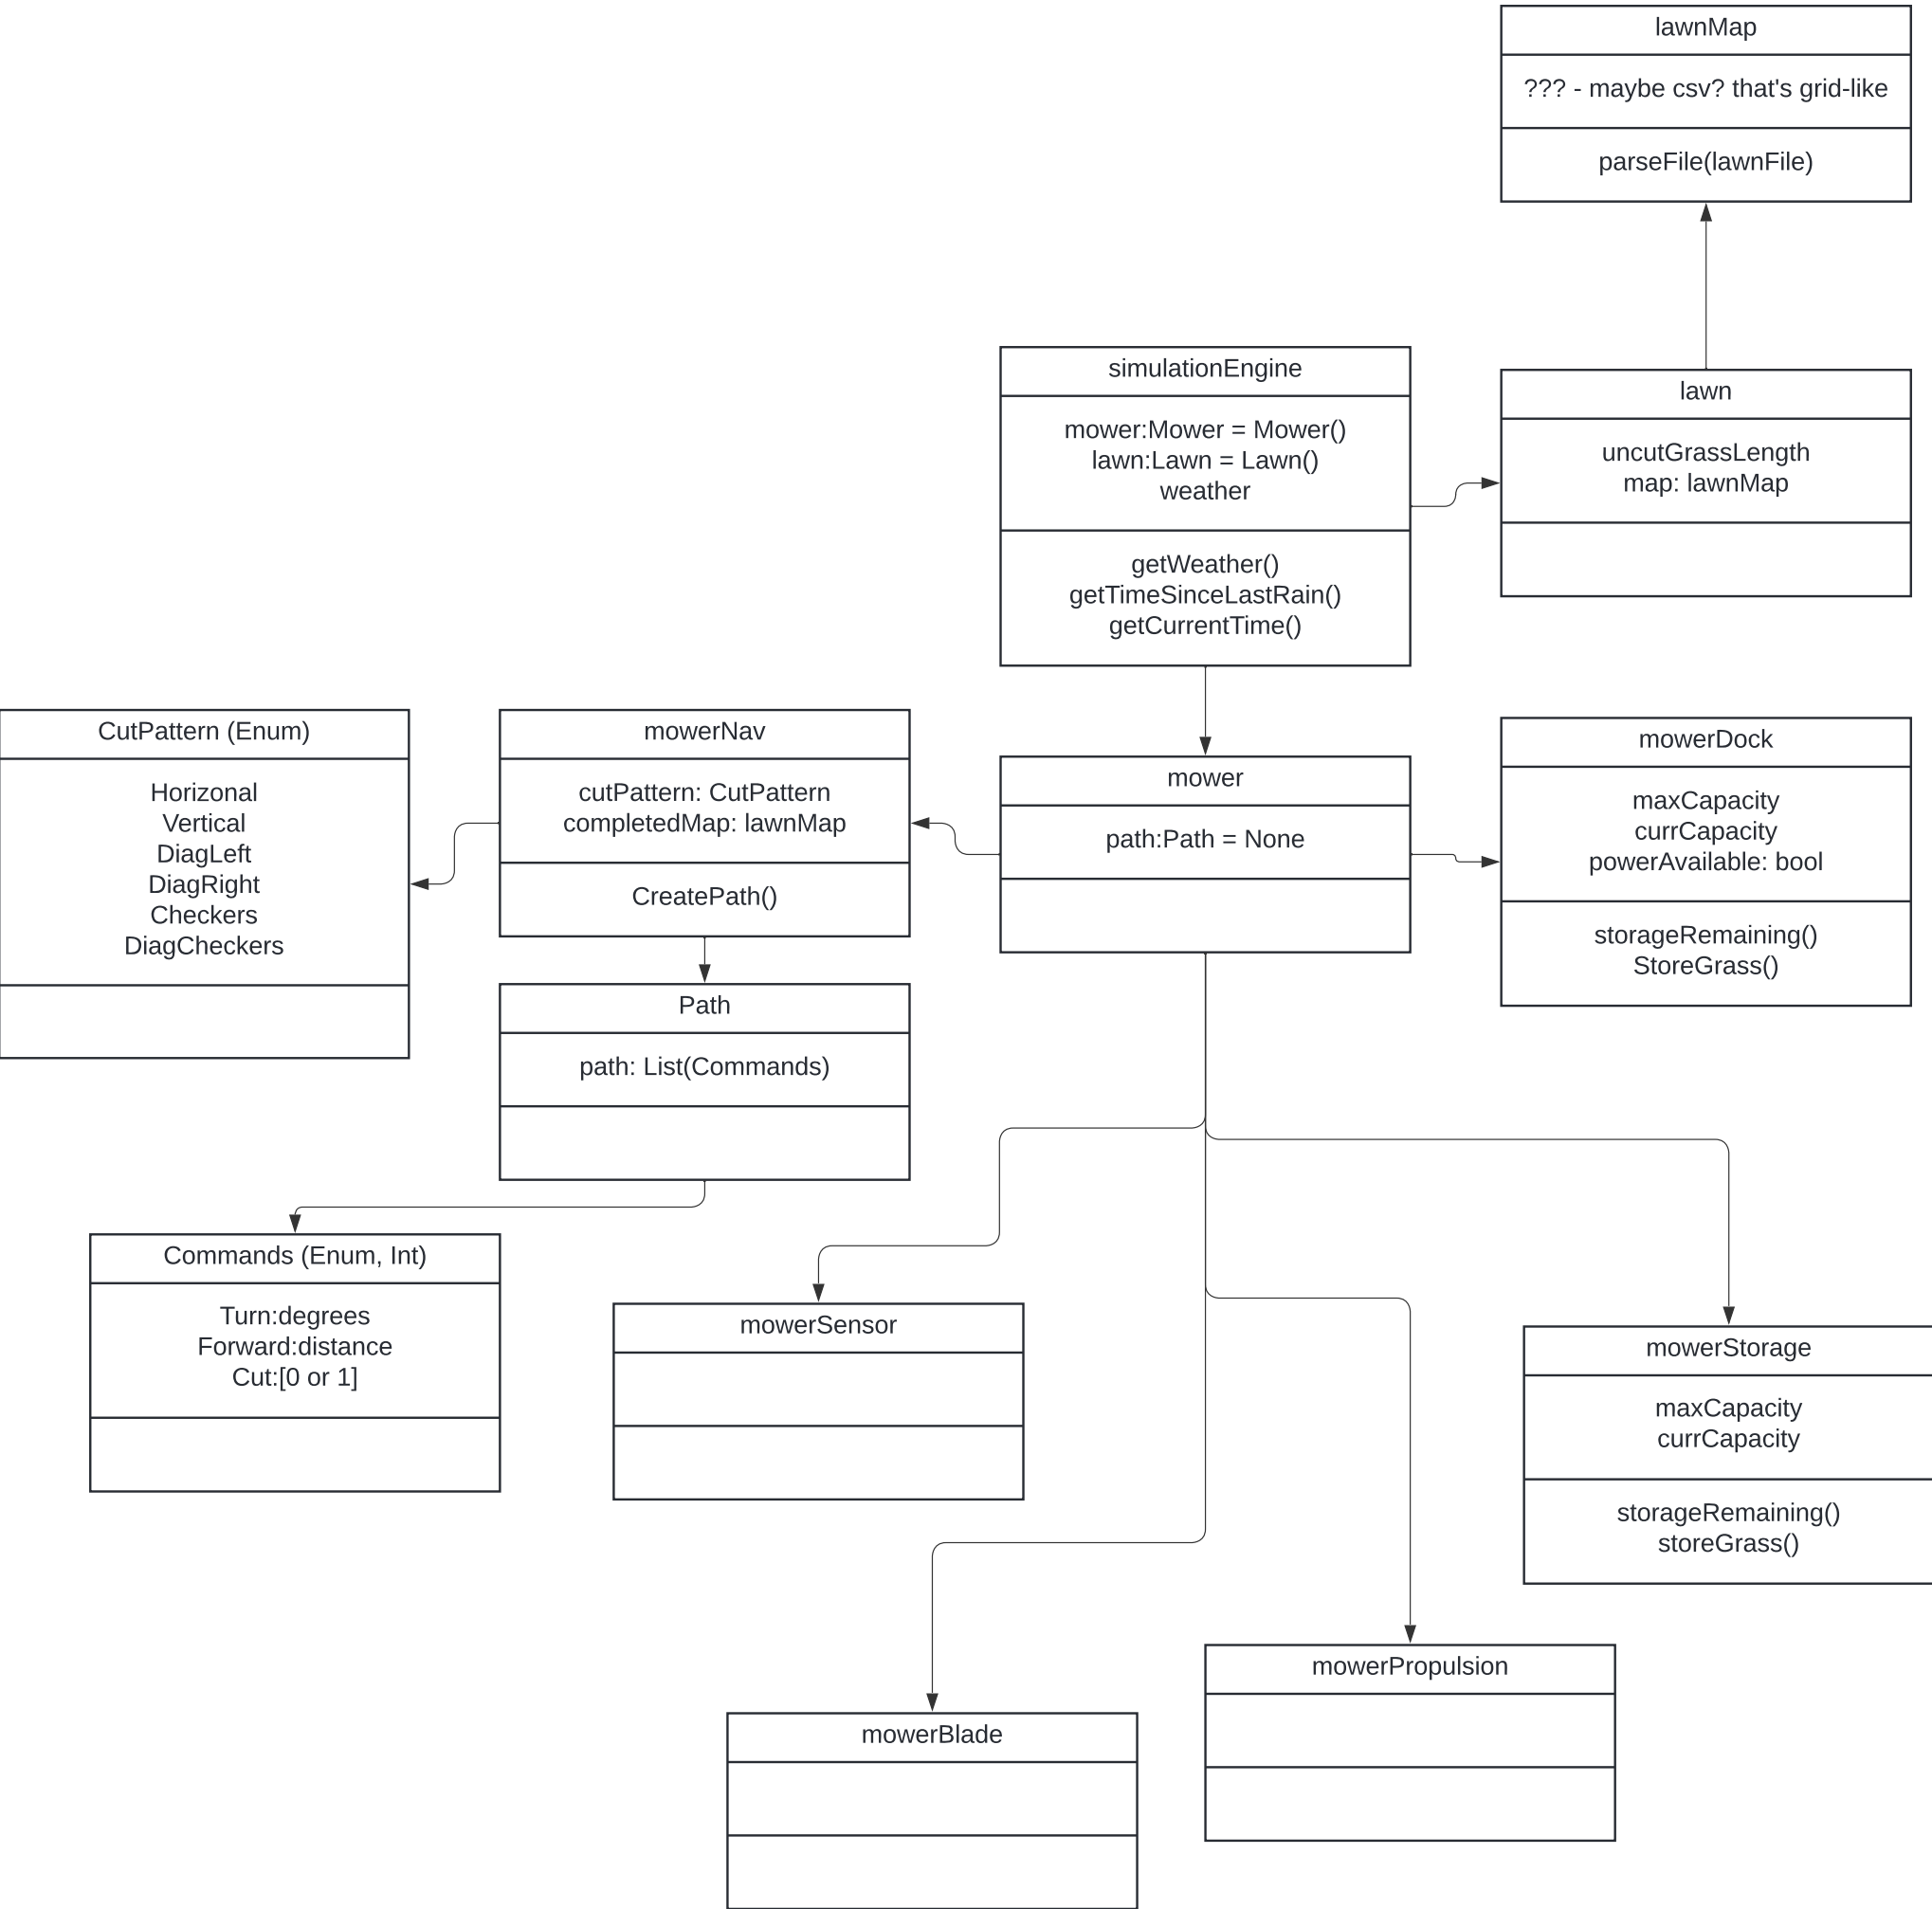 lawnMap
??? - maybe csv? that's grid-like
parseFile(lawnFile)
simulationEngine
mower:Mower = Mower()
lawn:Lawn = Lawn()
weather
getWeather()
getTimeSinceLastRain()
getCurrentTime()
lawn
uncutGrassLength
map: lawnMap
CutPattern (Enum)
Horizonal
Vertical
DiagLeft
DiagRight
Checkers
DiagCheckers
mowerNav
cutPattern: CutPattern
completedMap: lawnMap
CreatePath()
mower
path:Path = None
mowerDock
maxCapacity
currCapacity
powerAvailable: bool
storageRemaining()
StoreGrass()
Path
path: List(Commands)
Commands (Enum, Int)
Turn:degrees
Forward:distance
Cut:[0 or 1]
mowerSensor
mowerStorage
maxCapacity
currCapacity
storageRemaining()
storeGrass()
mowerPropulsion
mowerBlade